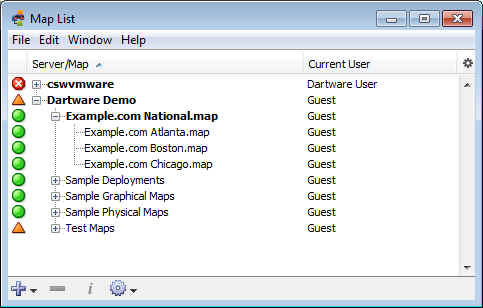 Map List
File Edit Window Help
Server/Map Current User
cswvmware Dartware User
Dartware Demo Guest
Example.com National.map Guest
Example.com Atlanta.map Guest
Example.com Boston.map Guest
Example.com Chicago.map Guest
Sample Deployments Guest
Sample Graphical Maps Guest
Sample Physical Maps Guest
Test Maps Guest
i